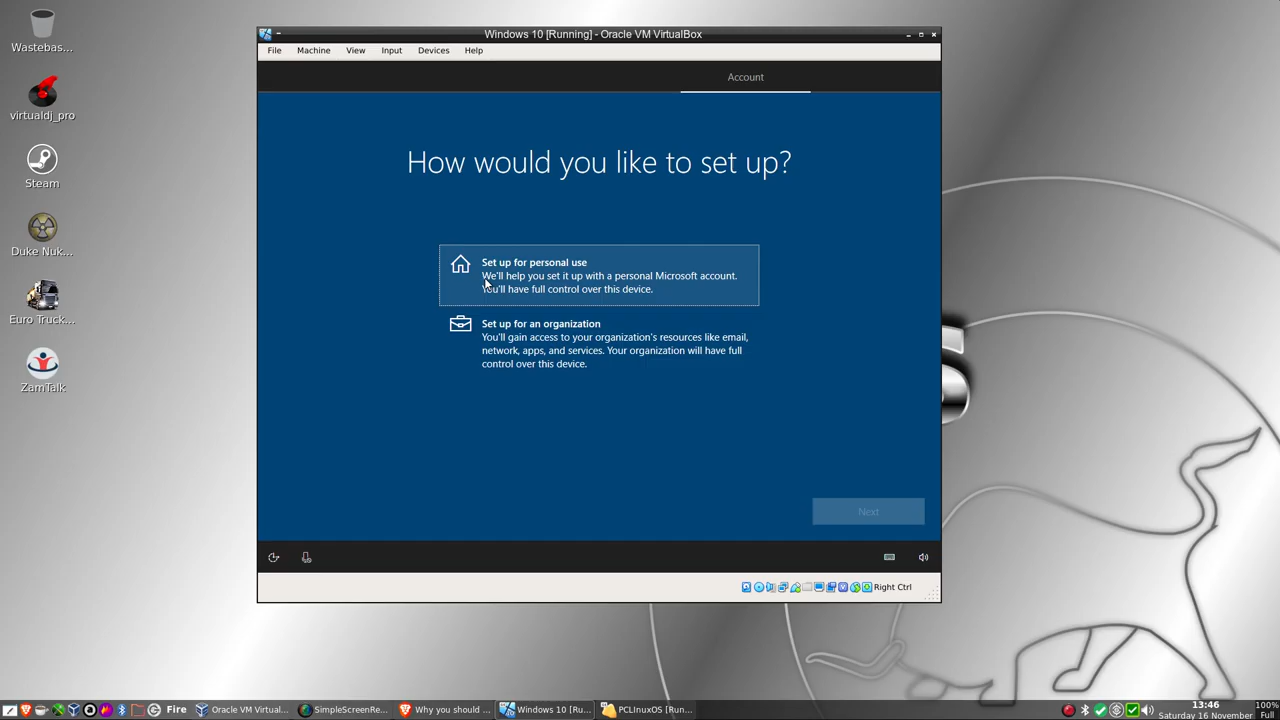 Wastebas...
virtualdj_pro
Steam
Duke Nuk...
Euro Truck...
ZamTalk
Windows 10 [Running] - Oracle VM VirtualBox
File Machine View Input Devices Help
Account
How would you like to set up?
Set up for personal use
We'll help you set it up with a personal Microsoft account.
You'll have full control over this device.
Set up for an organization
You'll gain access to your organization's resources like email,
network, apps, and services. Your organization will have full
control over this device.
Next
Right Ctrl
Fire
Oracle VM Virtual...
SimpleScreenRe...
Why you should ...
Windows 10 [Ru...
PCLInuxOS [Run...
13:46
Saturday 16 November
100%
Full